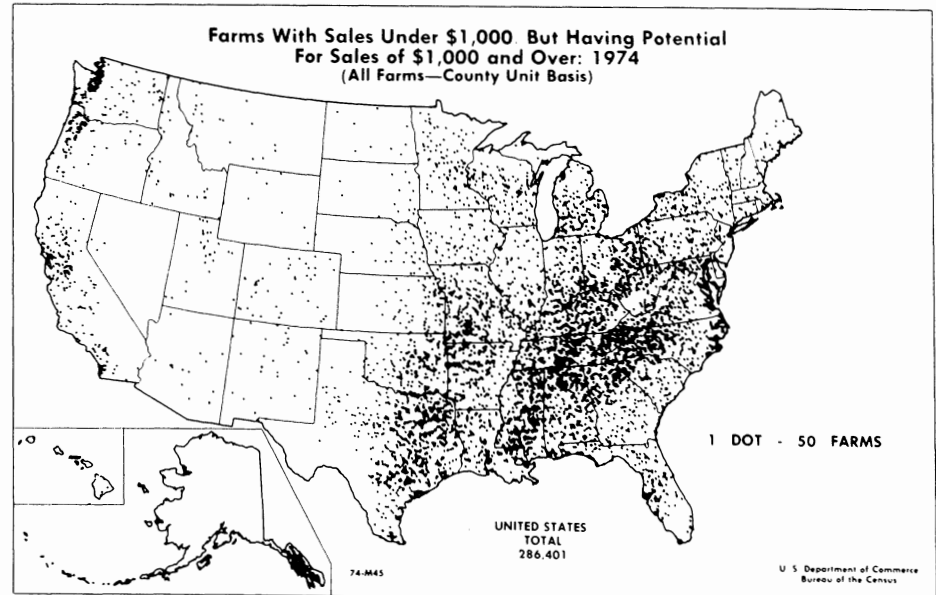 Farms With Sales Under $1,000 But Having Potential
For Sales of $1,000 and Over: 1974
(All Farms—County Unit Basis)
1 DOT - 50 FARMS
UNITED STATES
TOTAL
286,401
74-M45
U S Department of Commerce
Bureau of the Census